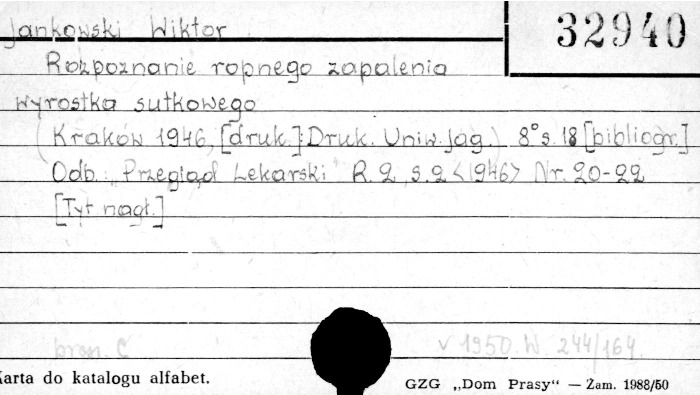 Jankowski Wiktor
32940
Rozpoznanie ropnego zapalenia
wyrostka sutkowego
(Kraków 1946, [druk.]: Druk. Uniw. Jag.) 8° s. 18 [bibliogr.]
Odb. „Przegląd Lekarski" R. 2, s. 2 <1946> Nr. 20-22
[Tyt nagł.]
v 1950. W. 244/164.
Karta do katalogu alfabet.
GZG „Dom Prasy“ — Zam. 1988/50